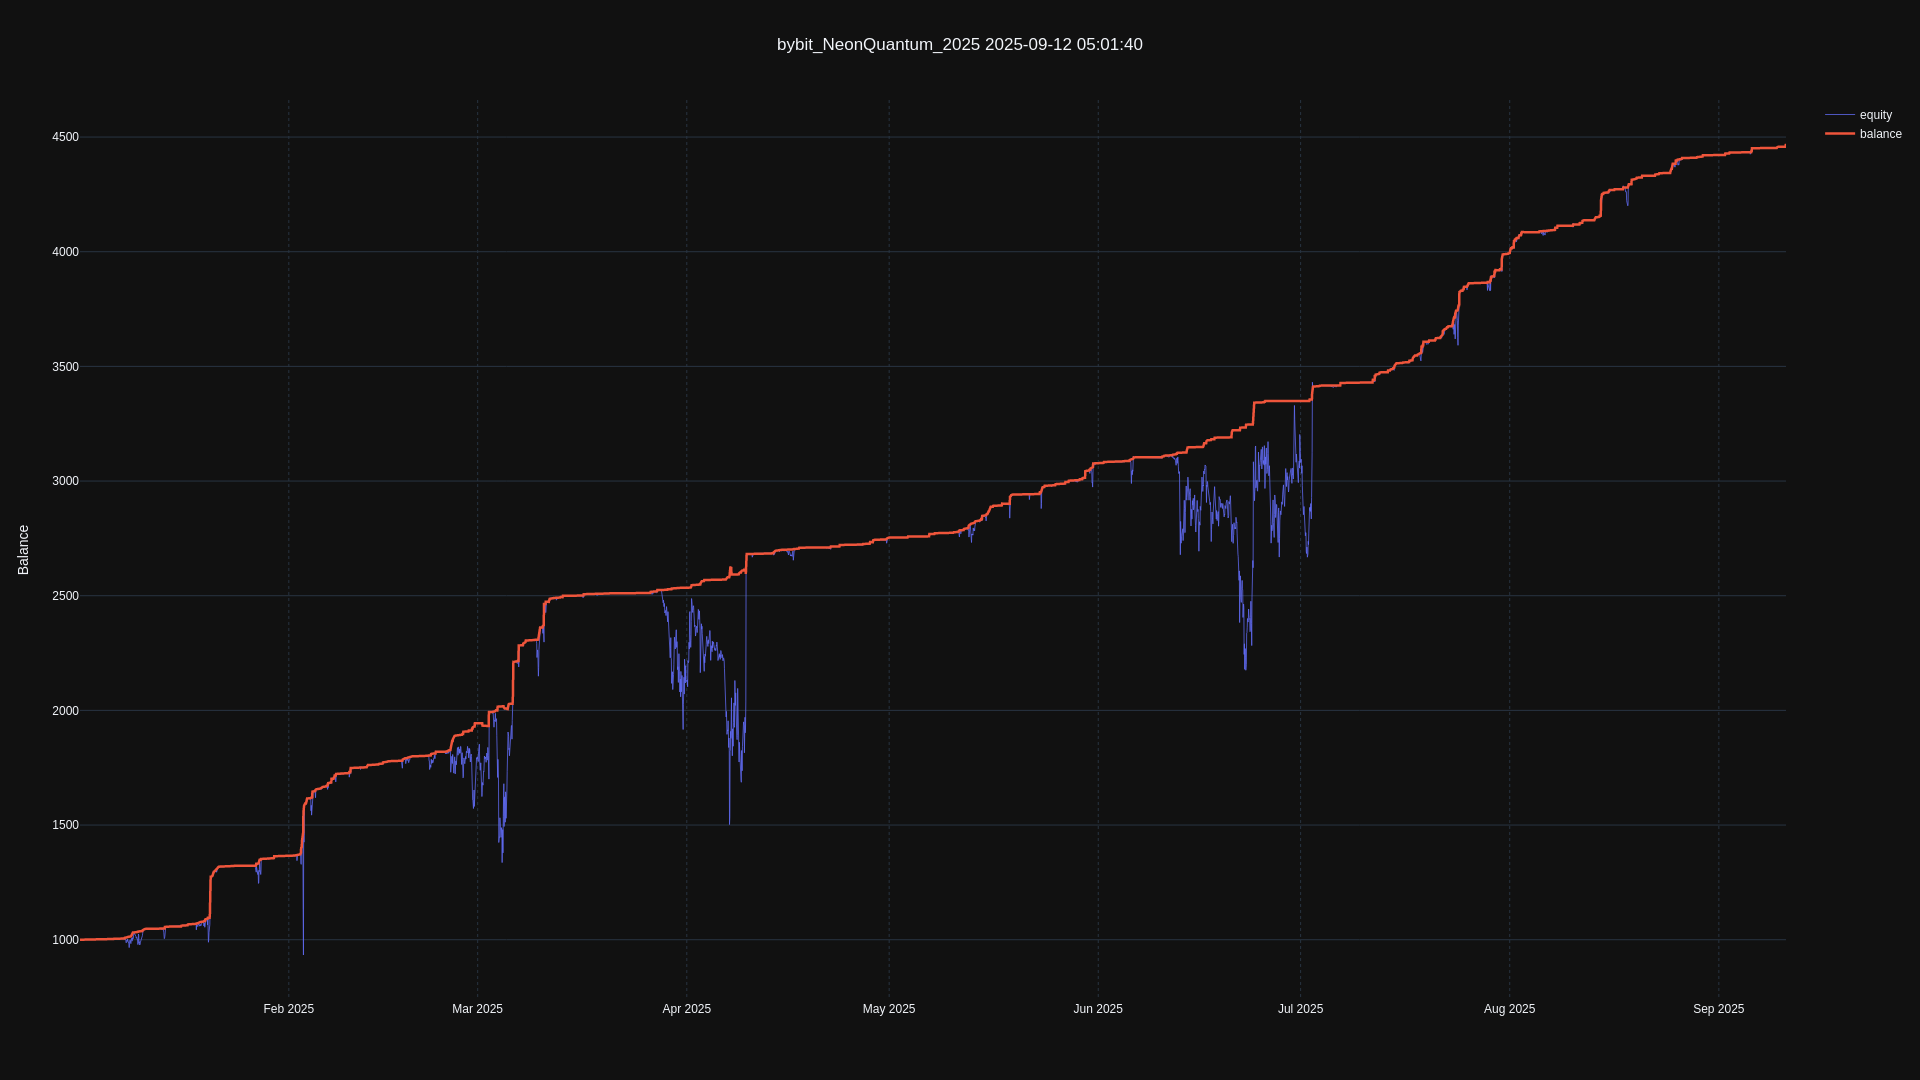 bybit_NeonQuantum_2025 2025-09-12 05:01:40
equity
balance
4500
4000
3500
3000
2500
2000
1500
1000
Balance
Feb 2025
Mar 2025
Apr 2025
May 2025
Jun 2025
Jul 2025
Aug 2025
Sep 2025